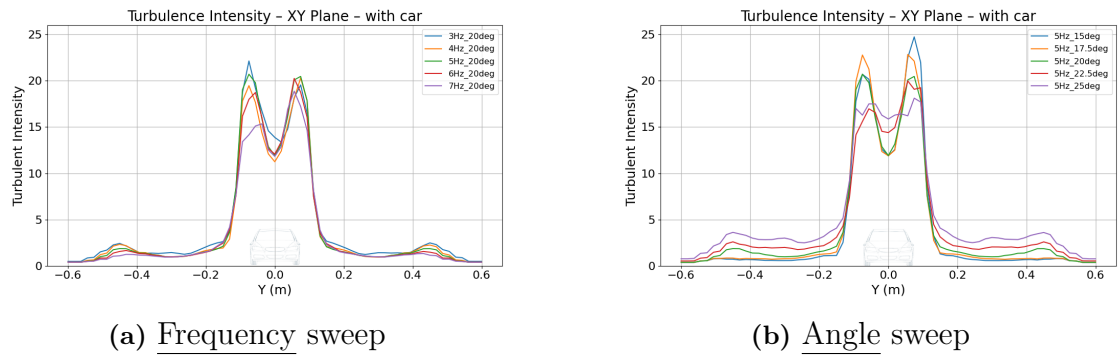 Turbulence Intensity – XY Plane – with car
25
20
15
10
5
0
Turbulent Intensity
3Hz_20deg
4Hz_20deg
5Hz_20deg
6Hz_20deg
7Hz_20deg
−0.6 −0.4 −0.2 0.0 0.2 0.4 0.6
Y (m)
(a) Frequency sweep
Turbulence Intensity – XY Plane – with car
25
20
15
10
5
0
Turbulent Intensity
5Hz_15deg
5Hz_17.5deg
5Hz_20deg
5Hz_22.5deg
5Hz_25deg
−0.6 −0.4 −0.2 0.0 0.2 0.4 0.6
Y (m)
(b) Angle sweep